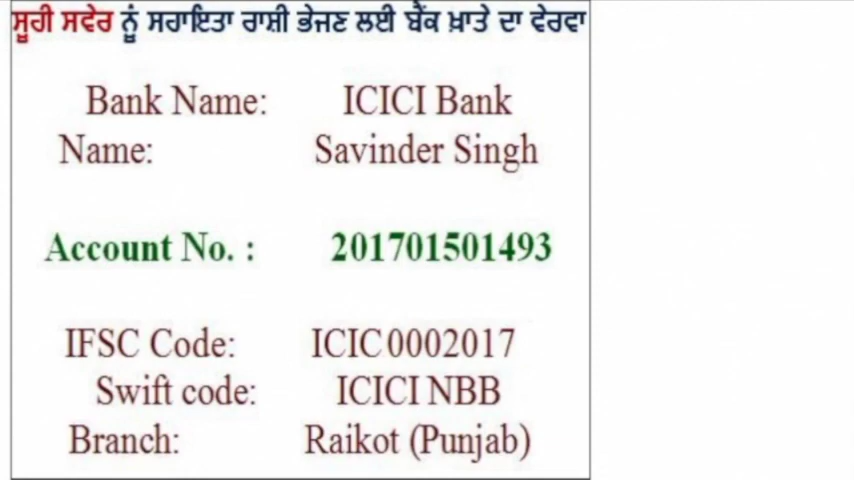 ਸੂਹੀ ਸਵੇਰ ਨੂੰ ਸਹਾਇਤਾ ਰਾਸ਼ੀ ਭੇਜਣ ਲਈ ਬੈਂਕ ਖ਼ਾਤੇ ਦਾ ਵੇਰਵਾ
Bank Name: ICICI Bank
Name: Savinder Singh
Account No. : 201701501493
IFSC Code: ICIC0002017
Swift code: ICICI NBB
Branch: Raikot (Punjab)